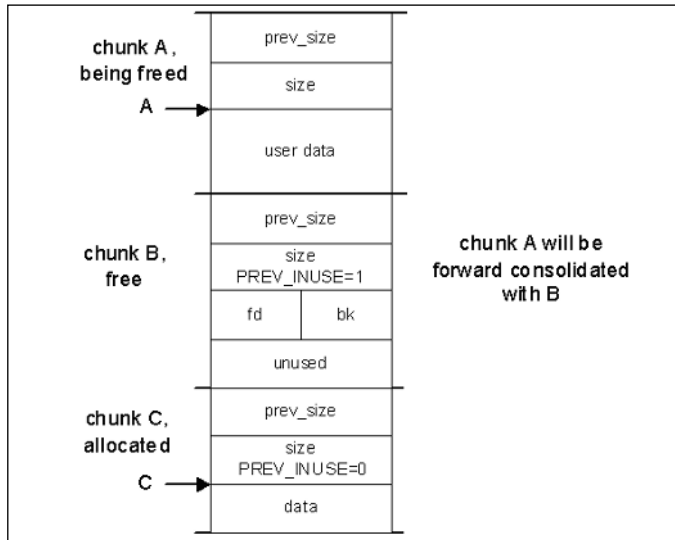 chunk A,
being freed
A
prev_size
size
user data
chunk B,
free
prev_size
size
PREV_INUSE=1
fd bk
unused
chunk A will be
forward consolidated
with B
chunk C,
allocated
C
prev_size
size
PREV_INUSE=0
data